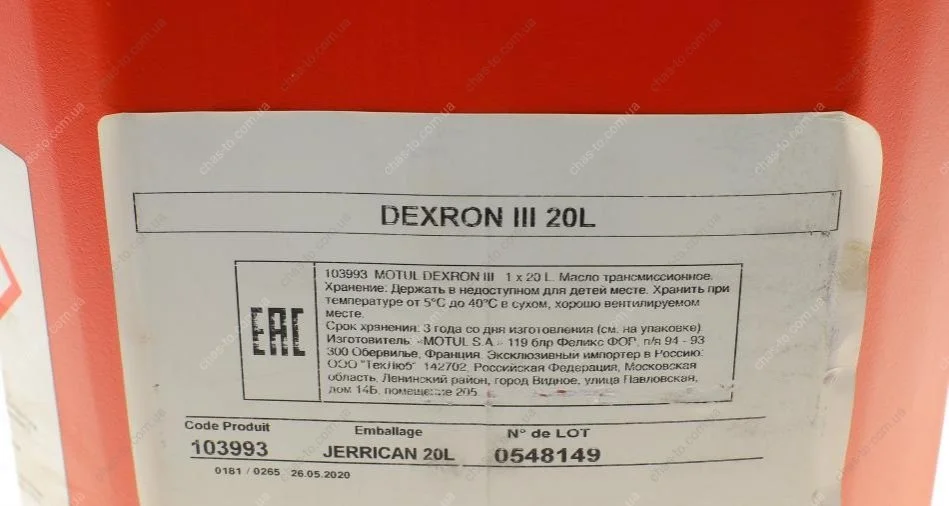 DEXRON III 20L
103993 MOTUL DEXRON III 1 x 20 L. Масло трансмиссионное.
Хранение: Держать в недоступном для детей месте. Хранить при
температуре от 5°C до 40°C в сухом, хорошо вентилируемом
месте.
Срок хранения: 3 года со дня изготовления (см. на упаковке)
Изготовитель: «MOTUL S.A.» 119 блр Феликс ФОР, п/я 94 - 93
300 Обервилье, Франция. Эксклюзивный импортер в Россию:
ООО "ТекЛюб" 142702, Российская Федерация, Московская
область, Ленинский район, город Видное, улица Павловская,
дом 14Б, помещение 205
EAC
Code Produit Emballage N° de LOT
103993 JERRICAN 20L 0548149
0181 / 0265 26.05.2020
chas-to.com.ua